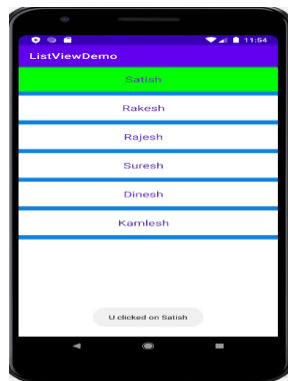 11:54
ListViewDemo
Satish
Rakesh
Rajesh
Suresh
Dinesh
Kamlesh
U clicked on Satish